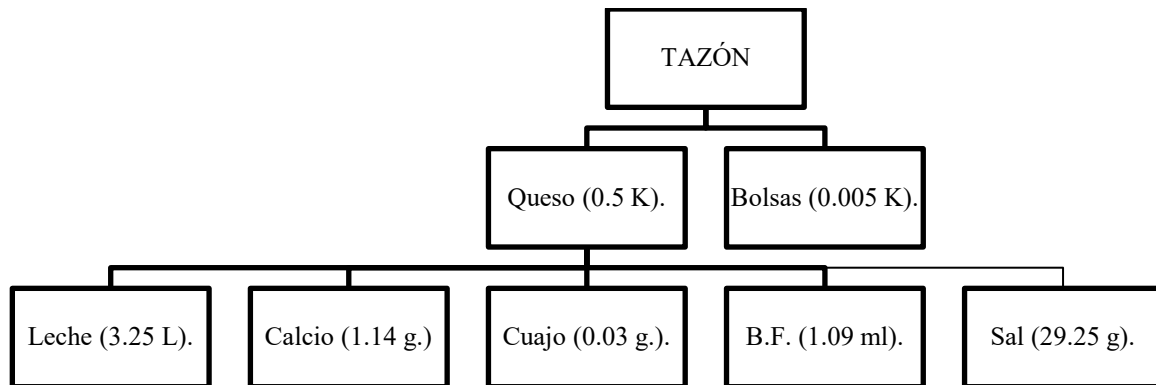 TAZÓN
Queso (0.5 K).
Bolsas (0.005 K).
Leche (3.25 L).
Calcio (1.14 g.)
Cuajo (0.03 g.).
B.F. (1.09 ml).
Sal (29.25 g).